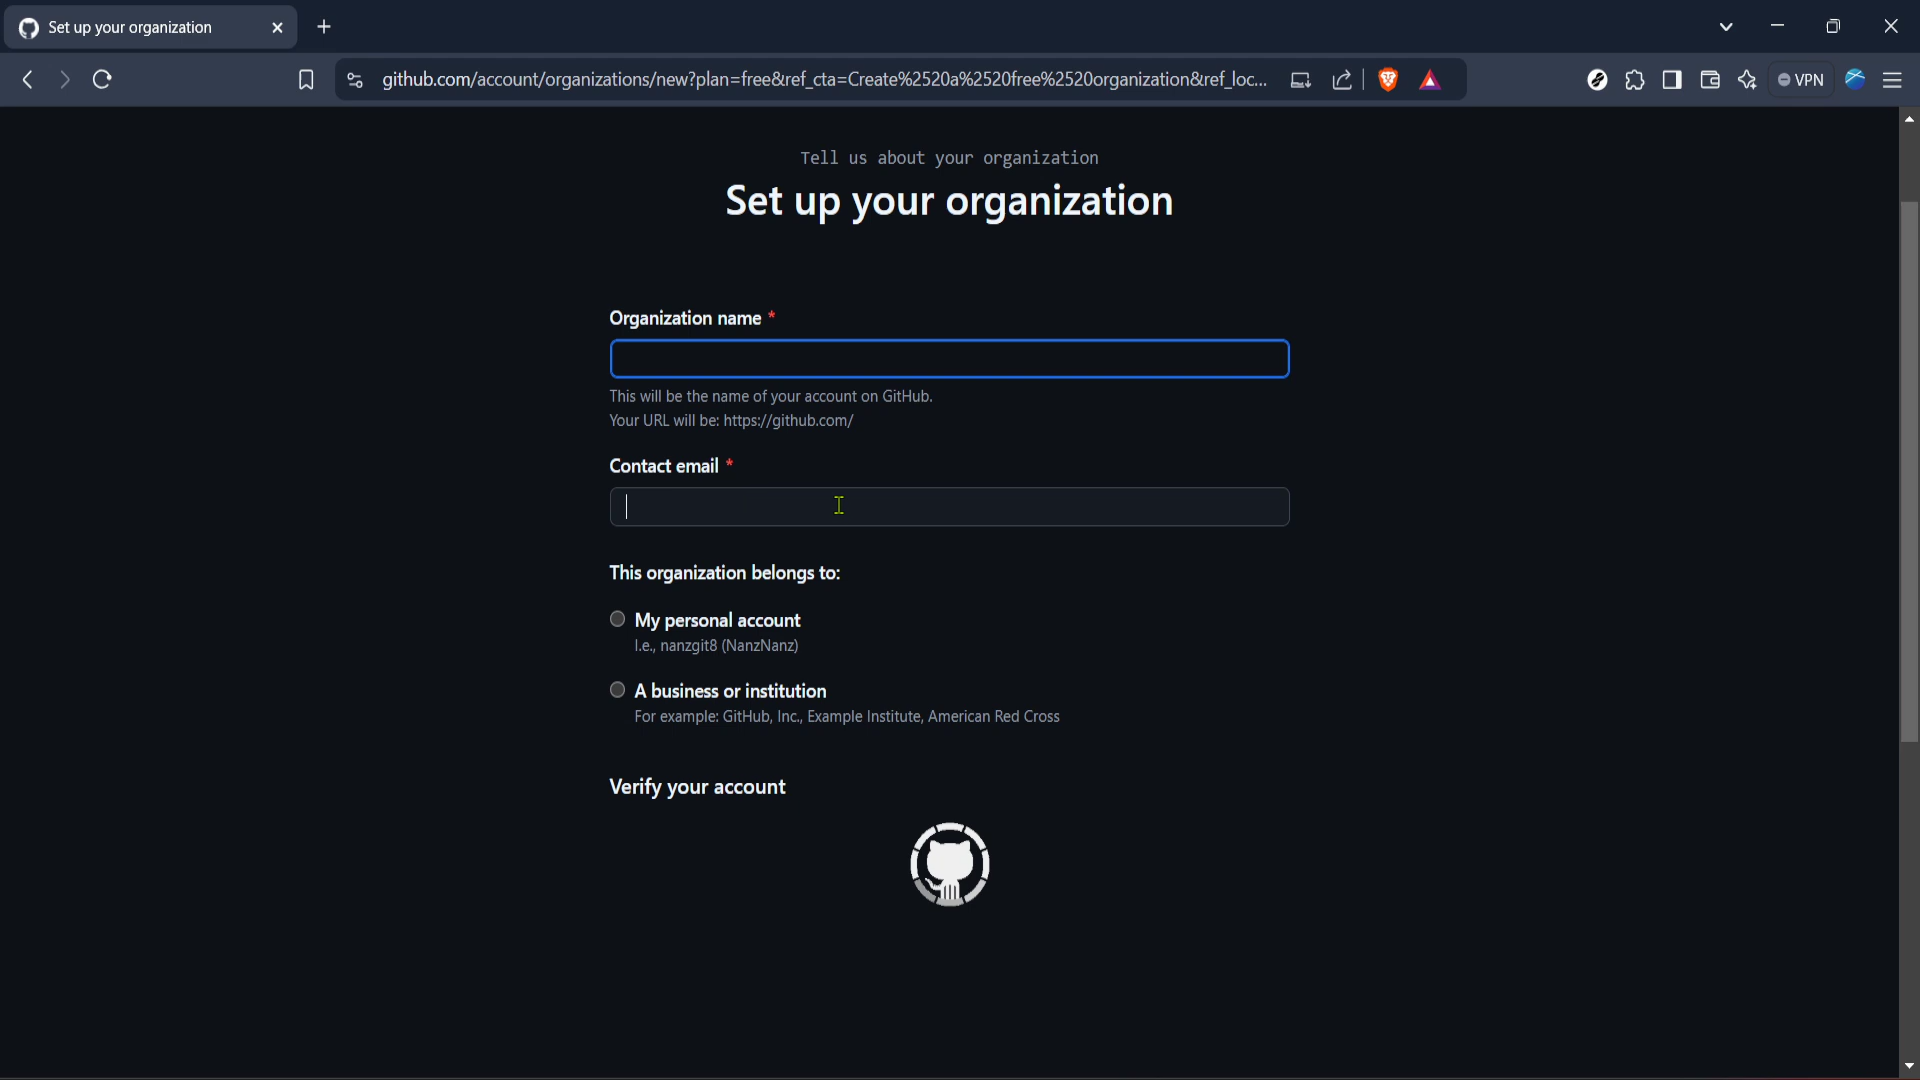 Set up your organization
github.com/account/organizations/new?plan=free&ref_cta=Create%2520a%2520free%2520organization&ref_loc...
VPN
Tell us about your organization
Set up your organization
Organization name *
This will be the name of your account on GitHub.
Your URL will be: https://github.com/
Contact email *
This organization belongs to:
My personal account
I.e., nanzgit8 (NanzNanz)
A business or institution
For example: GitHub, Inc., Example Institute, American Red Cross
Verify your account